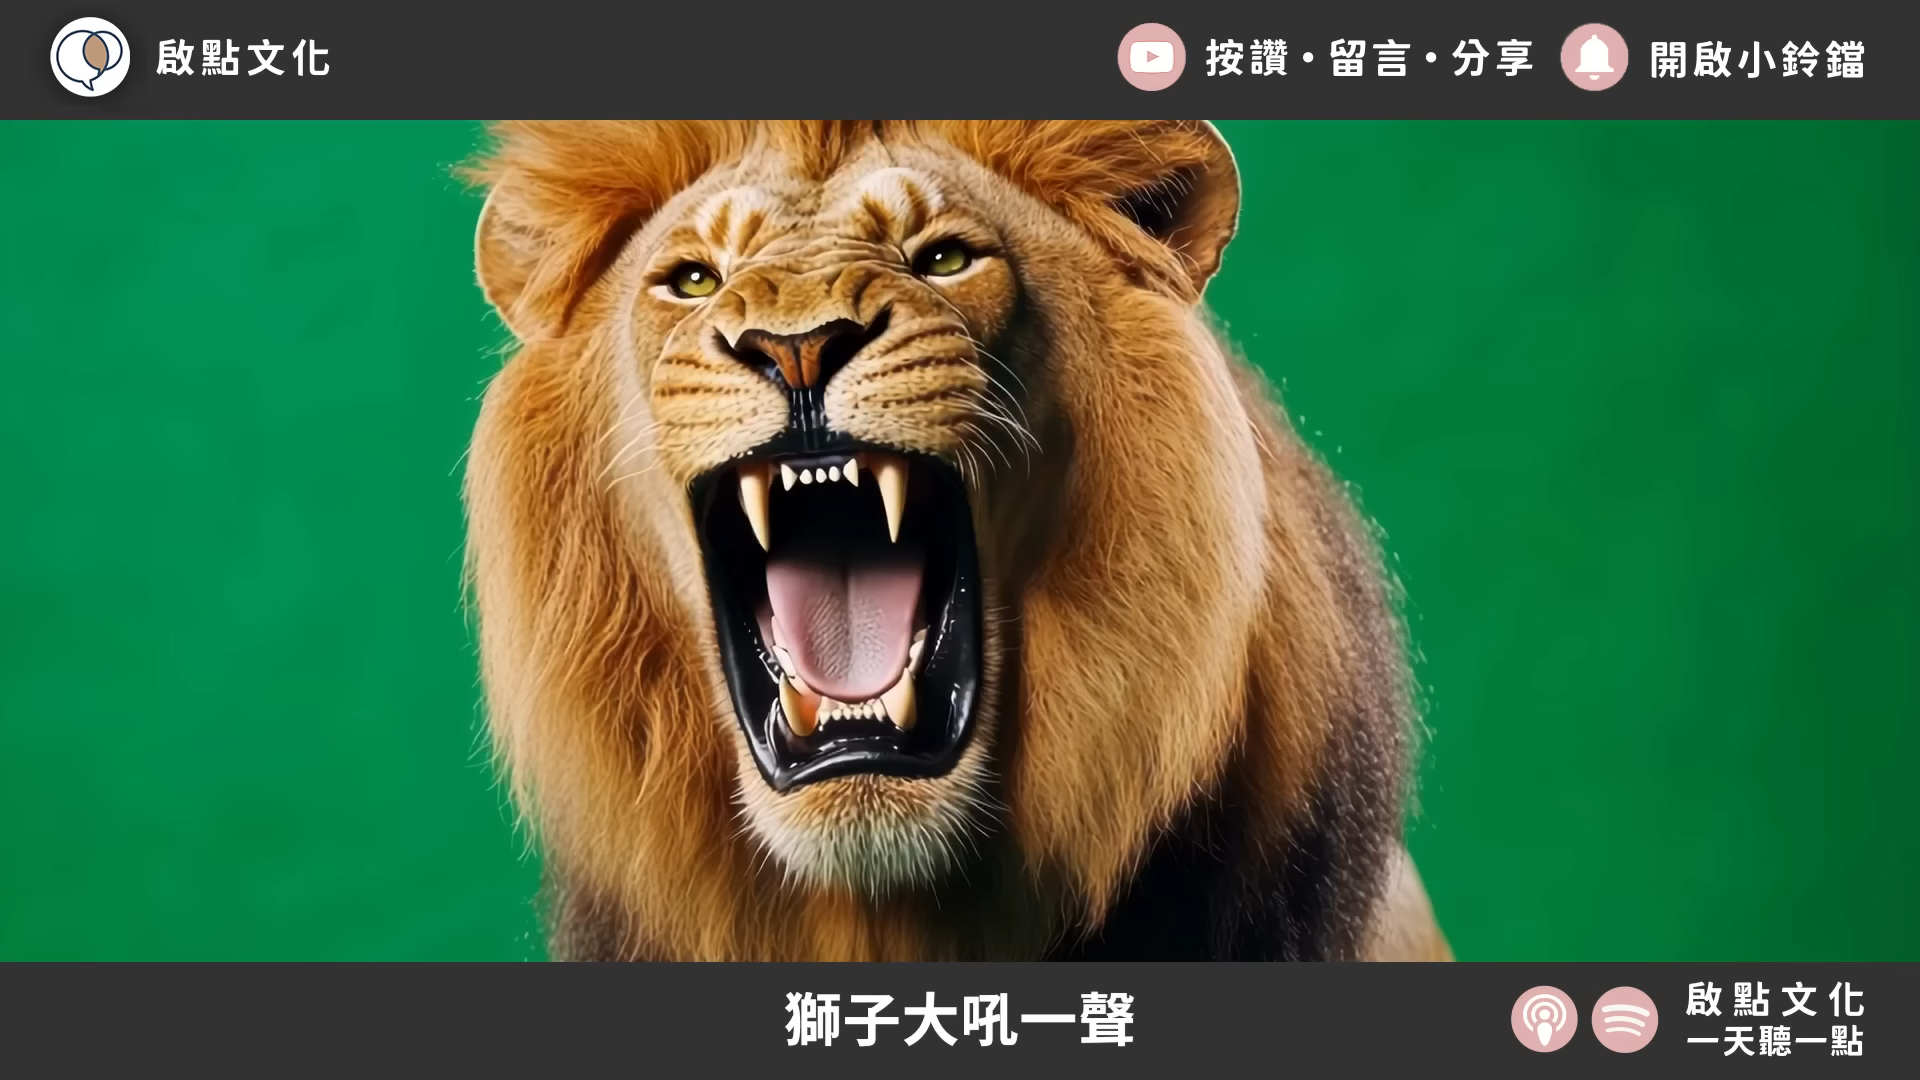 啟點文化
按讚・留言・分享
開啟小鈴鐺
獅子大吼一聲
啟點文化
一天聽一點